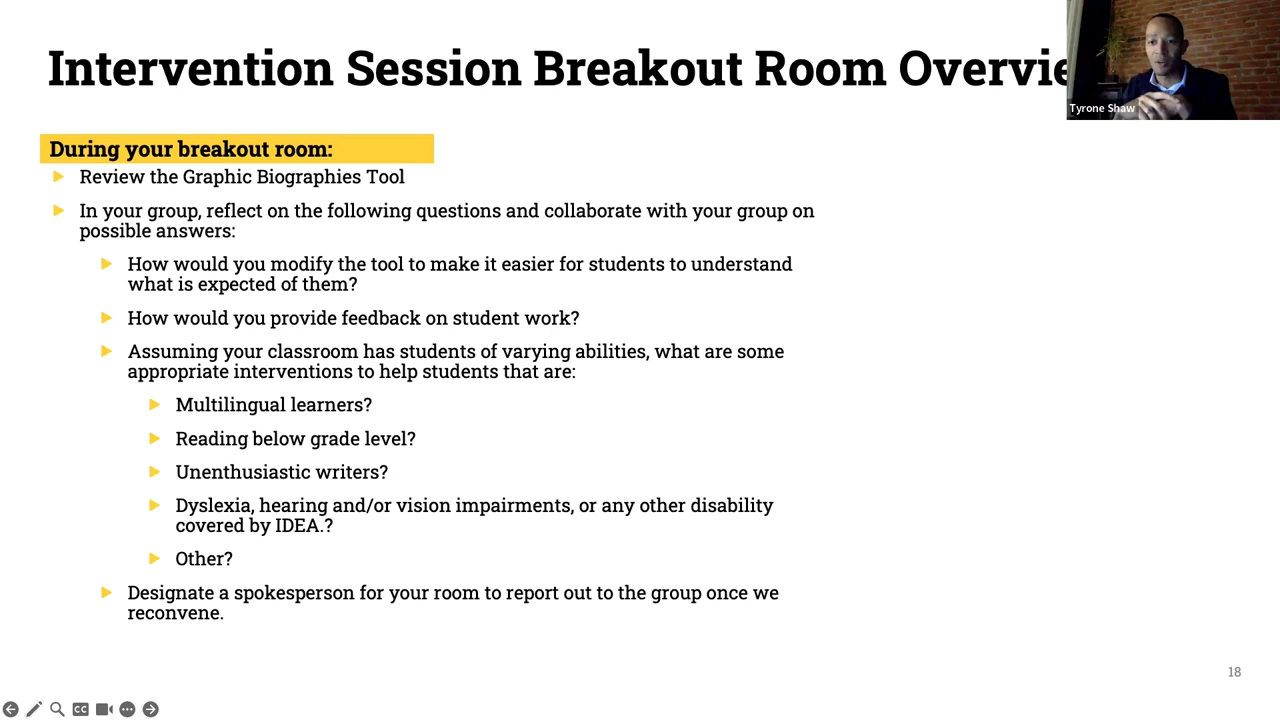 Intervention Session Breakout Room Overvie
Tyrone Shaw
During your breakout room:
Review the Graphic Biographies Tool
In your group, reflect on the following questions and collaborate with your group on
possible answers:
How would you modify the tool to make it easier for students to understand
what is expected of them?
How would you provide feedback on student work?
Assuming your classroom has students of varying abilities, what are some
appropriate interventions to help students that are:
Multilingual learners?
Reading below grade level?
Unenthusiastic writers?
Dyslexia, hearing and/or vision impairments, or any other disability
covered by IDEA.?
Other?
Designate a spokesperson for your room to report out to the group once we
reconvene.
18
CC